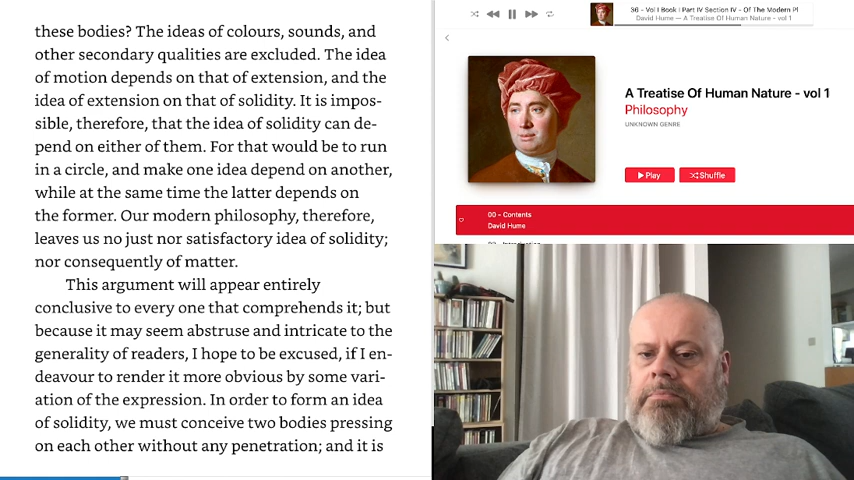 these bodies? The ideas of colours, sounds, and
other secondary qualities are excluded. The idea
of motion depends on that of extension, and the
idea of extension on that of solidity. It is impos-
sible, therefore, that the idea of solidity can de-
pend on either of them. For that would be to run
in a circle, and make one idea depend on another,
while at the same time the latter depends on
the former. Our modern philosophy, therefore,
leaves us no just nor satisfactory idea of solidity;
nor consequently of matter.
This argument will appear entirely
conclusive to every one that comprehends it; but
because it may seem abstruse and intricate to the
generality of readers, I hope to be excused, if I en-
deavour to render it more obvious by some vari-
ation of the expression. In order to form an idea
of solidity, we must conceive two bodies pressing
on each other without any penetration; and it is
36 - Vol I Book I Part IV Section IV - Of The Modern Pl
David Hume — A Treatise Of Human Nature - vol 1
A Treatise Of Human Nature - vol 1
Philosophy
UNKNOWN GENRE
Play
Shuffle
00 - Contents
David Hume